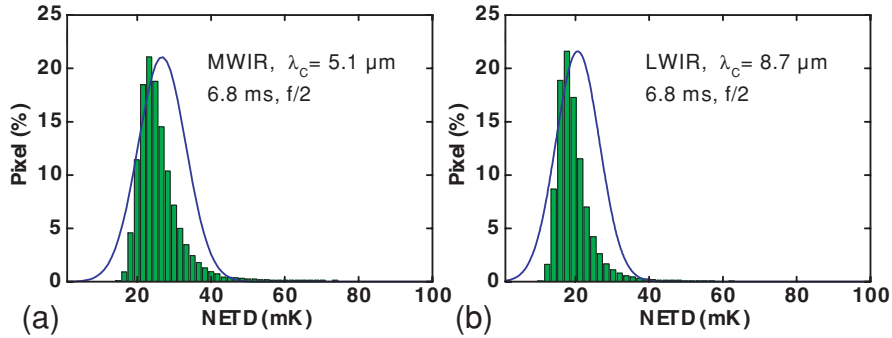 25
20
15
10
5
0
Pixel (%)
MWIR, λC= 5.1 µm
6.8 ms, f/2
20 40 60 80 100
NETD (mK)
(a)
25
20
15
10
5
0
Pixel (%)
LWIR, λC= 8.7 µm
6.8 ms, f/2
20 40 60 80 100
NETD (mK)
(b)